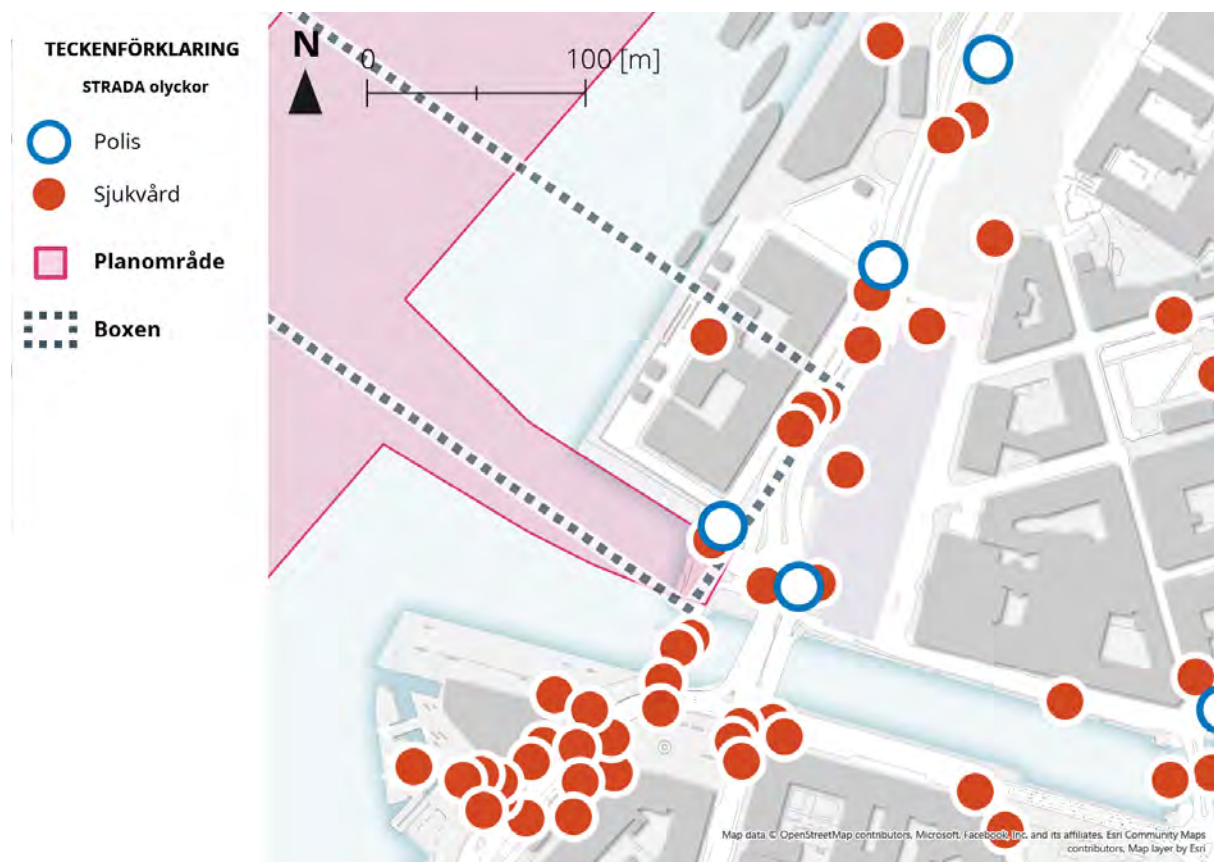 TECKENFÖRKLARING
STRADA olyckor
Polis
Sjukvård
Planområde
Boxen
N
0 100 [m]
Map data © OpenStreetMap contributors, Microsoft, Facebook, Inc. and its affiliates, Esri Community Maps
contributors, Map layer by Esri